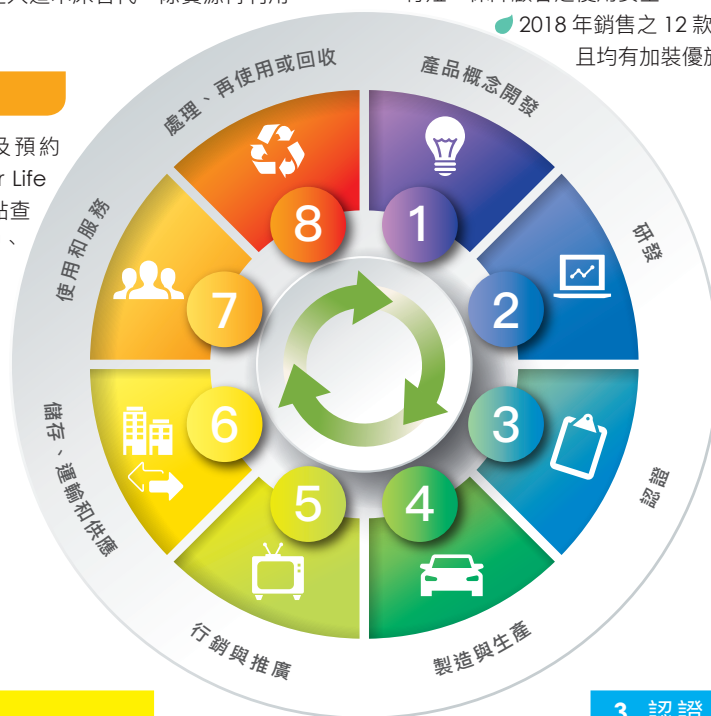 2018 年銷售之 12 款
且均有加裝優
及預約
r Life
點查
、
處理、再使用或回收
產品概念開發
使用和服務
研發
儲存、運輸和供應
認證
行銷與推廣
製造與生產
8
1
7
2
6
3
5
4
3 認證